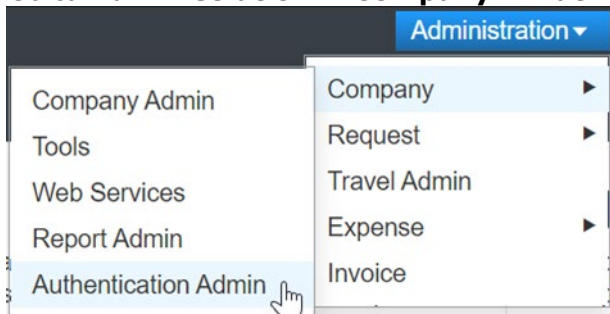 Administration
Company
Request
Travel Admin
Expense
Invoice
Company Admin
Tools
Web Services
Report Admin
Authentication Admin